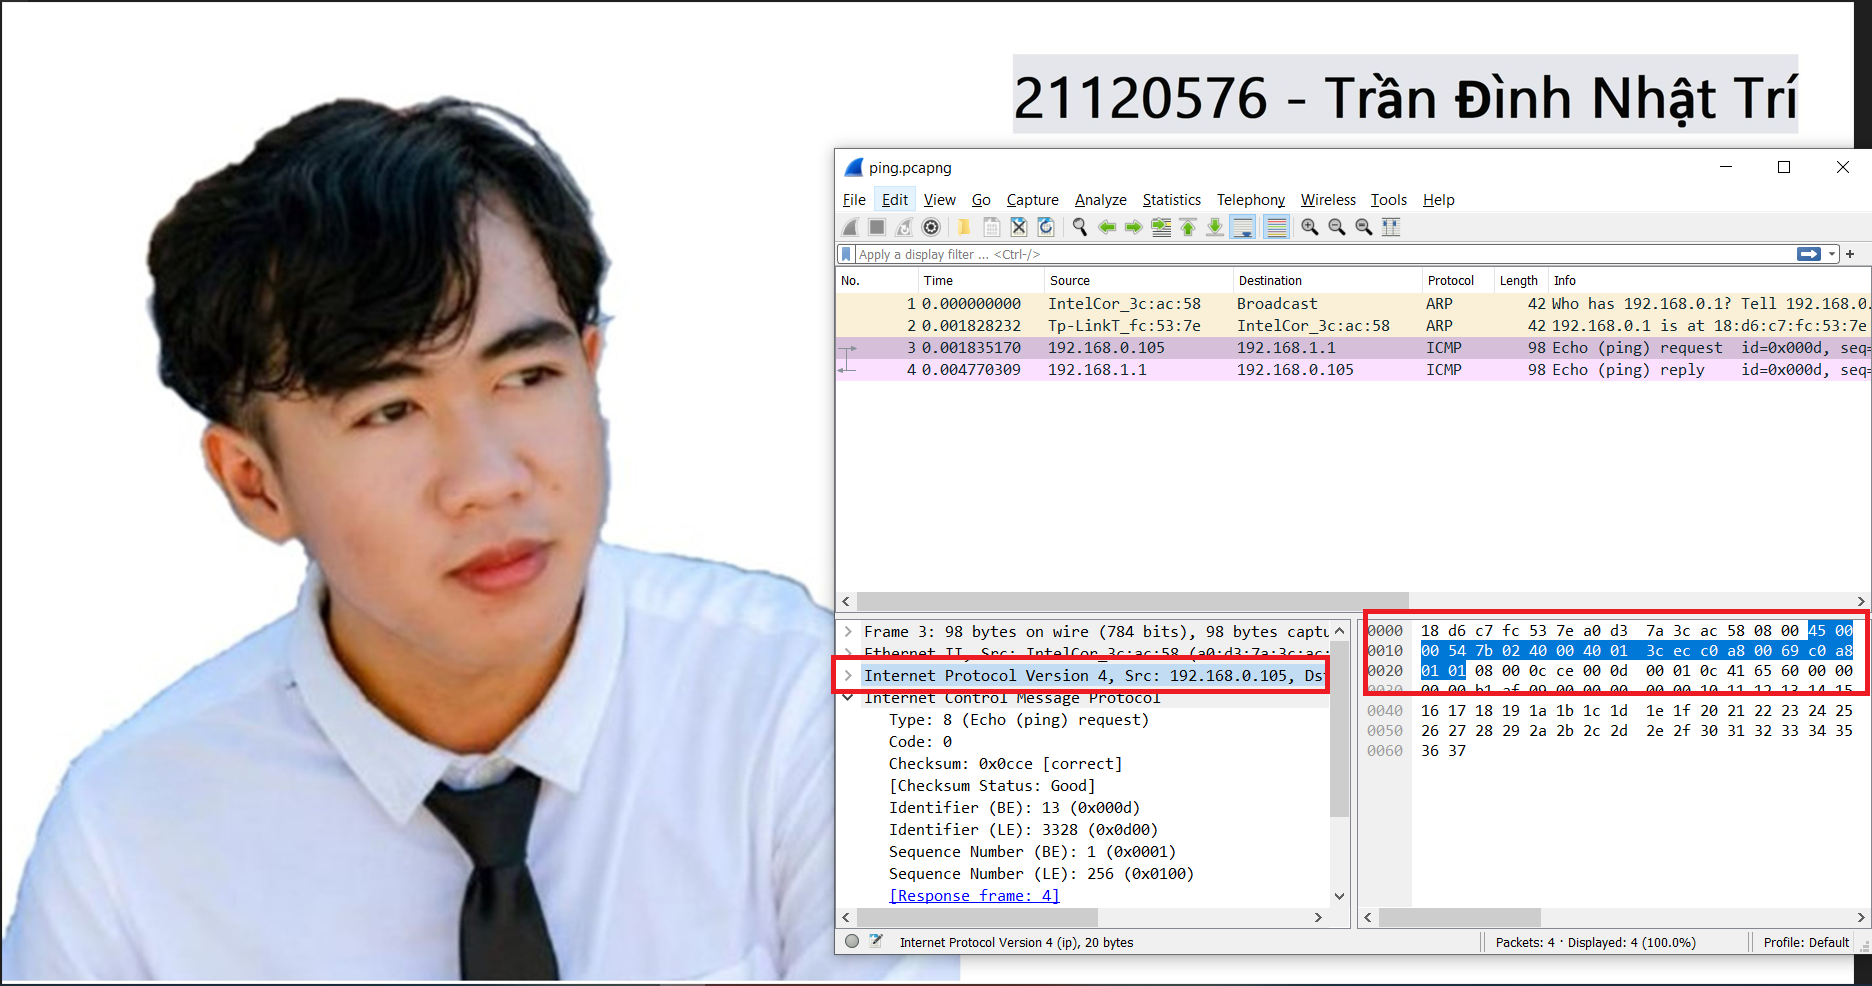 21120576 - Trần Đình Nhật Trí
ping.pcapng
File Edit View Go Capture Analyze Statistics Telephony Wireless Tools Help
Apply a display filter ... <Ctrl-/>
No. Time Source Destination Protocol Length Info
1 0.000000000 IntelCor_3c:ac:58 Broadcast ARP 42 Who has 192.168.0.1? Tell 192.168.0.
2 0.001828232 Tp-LinkT_fc:53:7e IntelCor_3c:ac:58 ARP 42 192.168.0.1 is at 18:d6:c7:fc:53:7e
3 0.001835170 192.168.0.105 192.168.1.1 ICMP 98 Echo (ping) request id=0x000d, seq=
4 0.004770309 192.168.1.1 192.168.0.105 ICMP 98 Echo (ping) reply id=0x000d, seq=
Frame 3: 98 bytes on wire (784 bits), 98 bytes captu
Ethernet II, Src: IntelCor_3c:ac:58 (a0:d3:7a:3c:ac:
Internet Protocol Version 4, Src: 192.168.0.105, Ds
Internet Control Message Protocol
Type: 8 (Echo (ping) request)
Code: 0
Checksum: 0x0cce [correct]
[Checksum Status: Good]
Identifier (BE): 13 (0x000d)
Identifier (LE): 3328 (0x0d00)
Sequence Number (BE): 1 (0x0001)
Sequence Number (LE): 256 (0x0100)
[Response frame: 4]
0000 18 d6 c7 fc 53 7e a0 d3 7a 3c ac 58 08 00 45 00
0010 00 54 7b 02 40 00 40 01 3c ec c0 a8 00 69 c0 a8
0020 01 01 08 00 0c ce 00 0d 00 01 0c 41 65 60 00 00
0030 00 00 b1 af 09 00 00 00 00 00 10 11 12 13 14 15
0040 16 17 18 19 1a 1b 1c 1d 1e 1f 20 21 22 23 24 25
0050 26 27 28 29 2a 2b 2c 2d 2e 2f 30 31 32 33 34 35
0060 36 37
Internet Protocol Version 4 (ip), 20 bytes
Packets: 4 · Displayed: 4 (100.0%)
Profile: Default